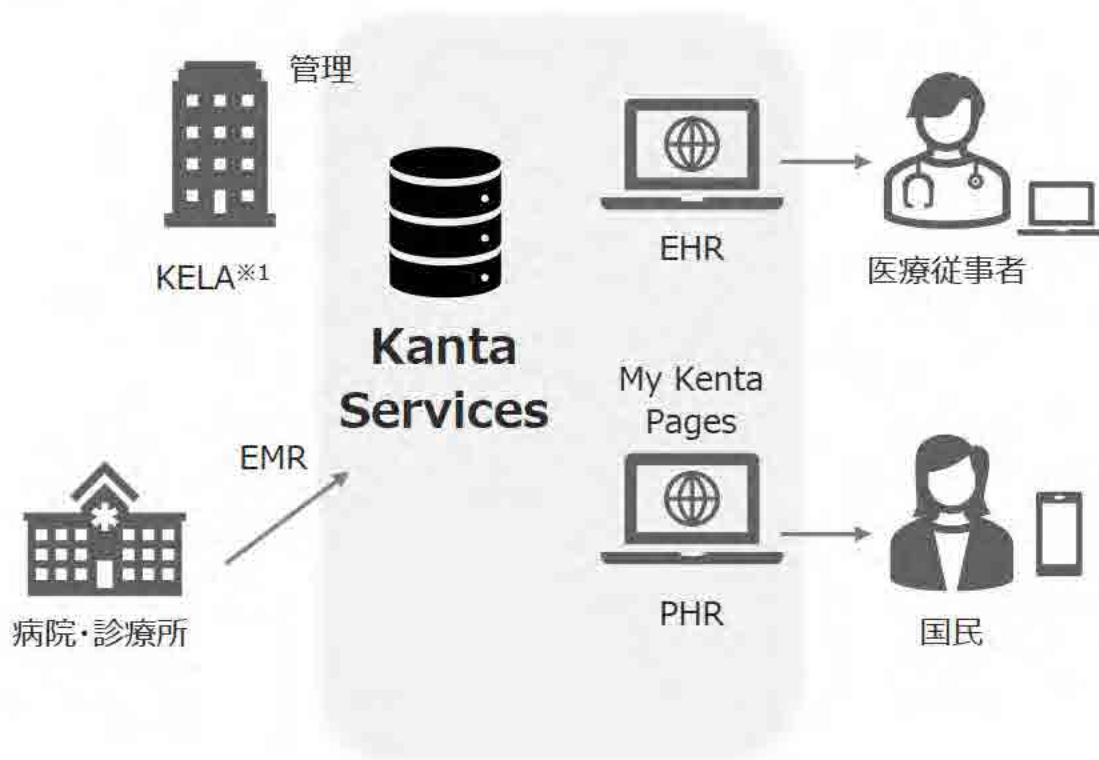 管理
KELA※1
Kanta
Services
EMR
病院・診療所
EHR
医療従事者
My Kenta
Pages
PHR
国民